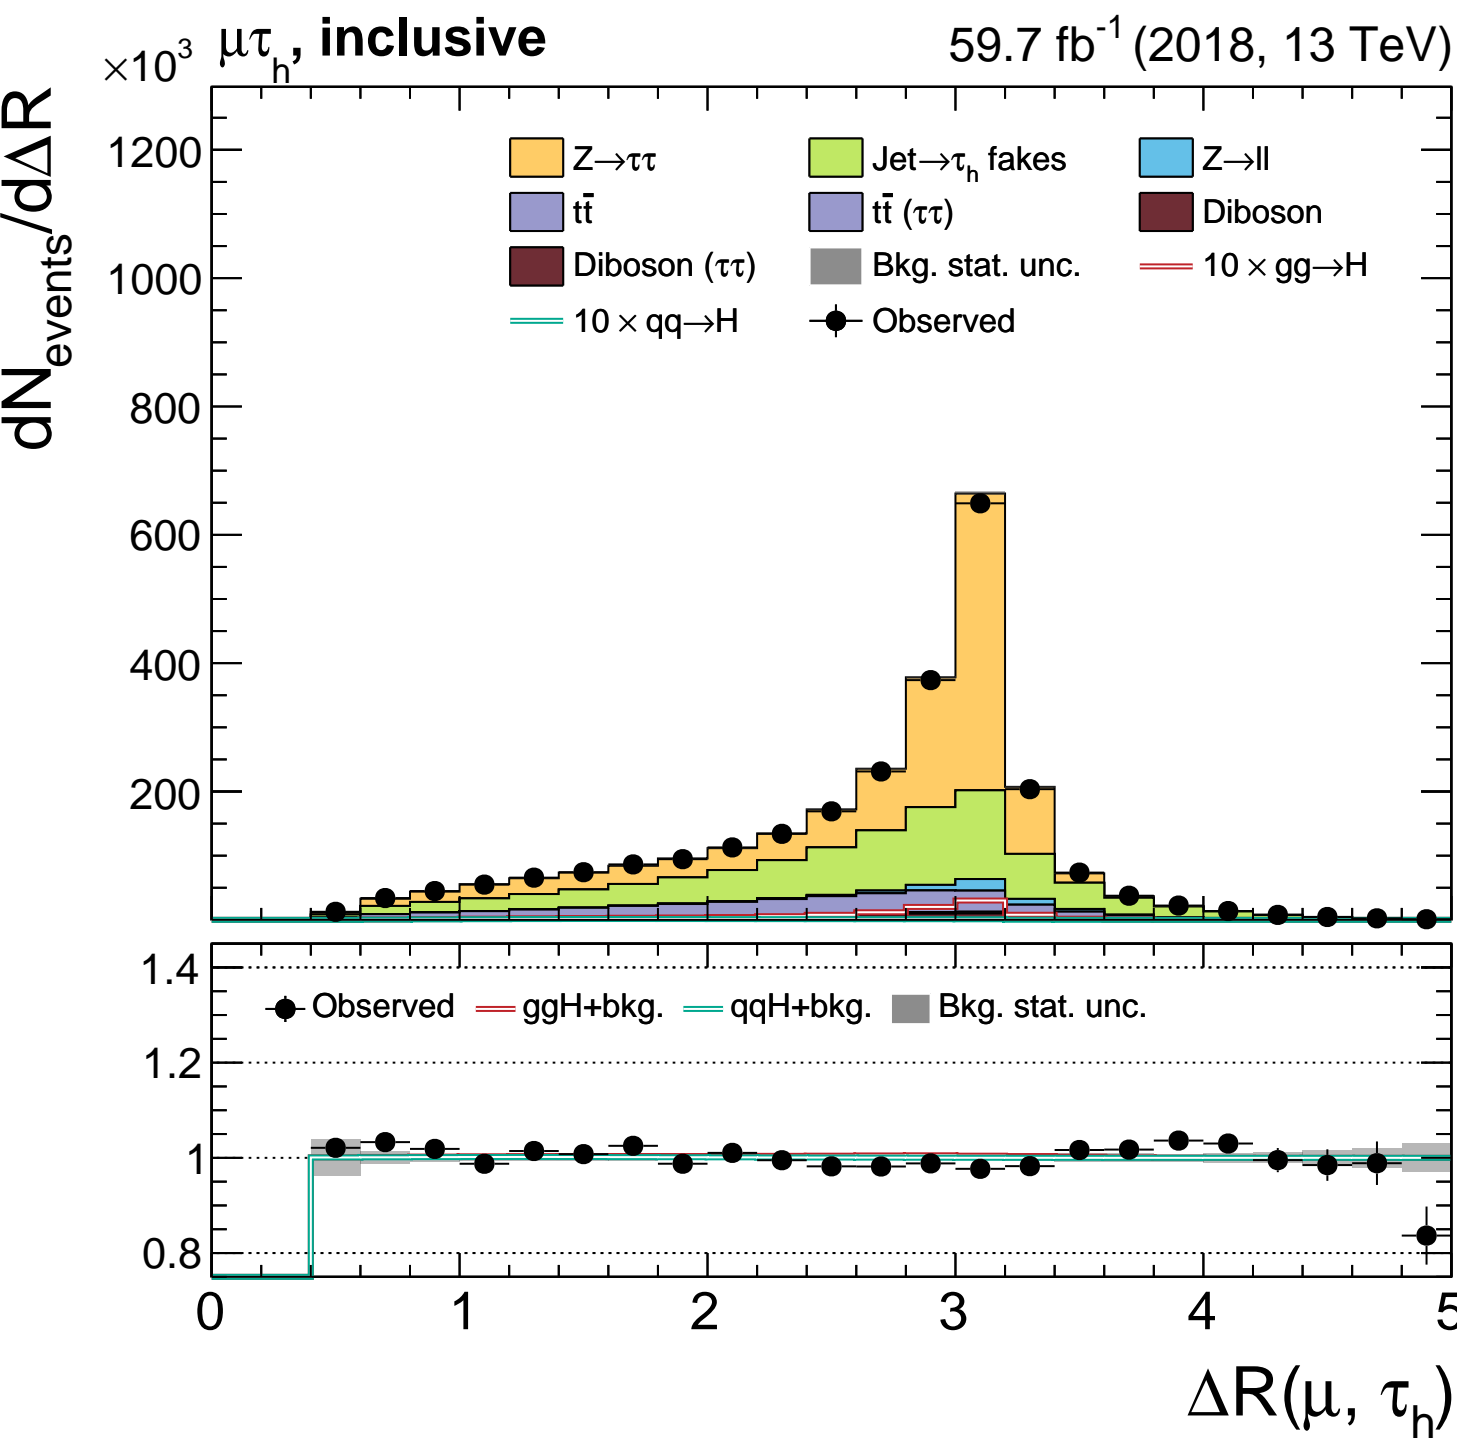 ×10³ μτₕ, inclusive 59.7 fb⁻¹ (2018, 13 TeV)
dN_events/dΔR
1200
1000
800
600
400
200
Z→ττ Jet→τₕ fakes Z→ll
tt̄ tt̄ (ττ) Diboson
Diboson (ττ) Bkg. stat. unc. 10 × gg→H
10 × qq→H Observed
1.4
1.2
1
0.8
Observed ggH+bkg. qqH+bkg. Bkg. stat. unc.
0 1 2 3 4 5
ΔR(μ, τₕ)